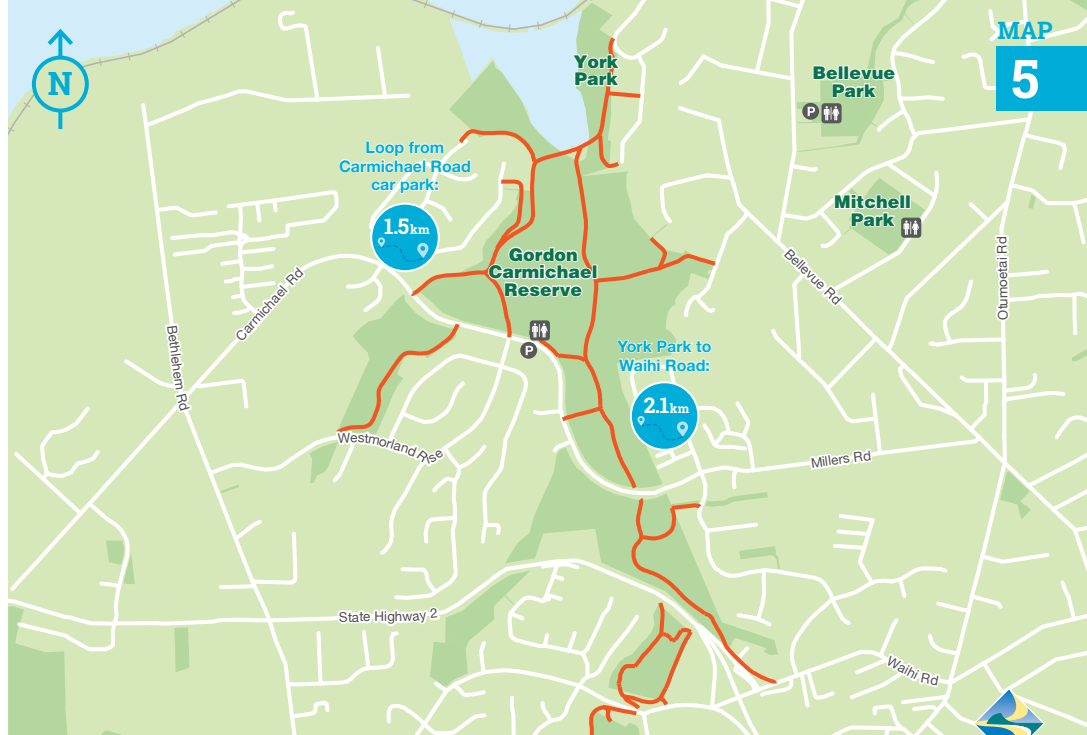 MAP
5
N
York
Park
Bellevue
Park
P
Loop from
Carmichael Road
car park:
1.5km
Mitchell
Park
Gordon
Carmichael
Reserve
P
Carmichael Rd
Bethlehem Rd
Bellevue Rd
Otumoetai Rd
York Park to
Waihi Road:
2.1km
Westmorland Rise
Millers Rd
State Highway 2
Waihi Rd